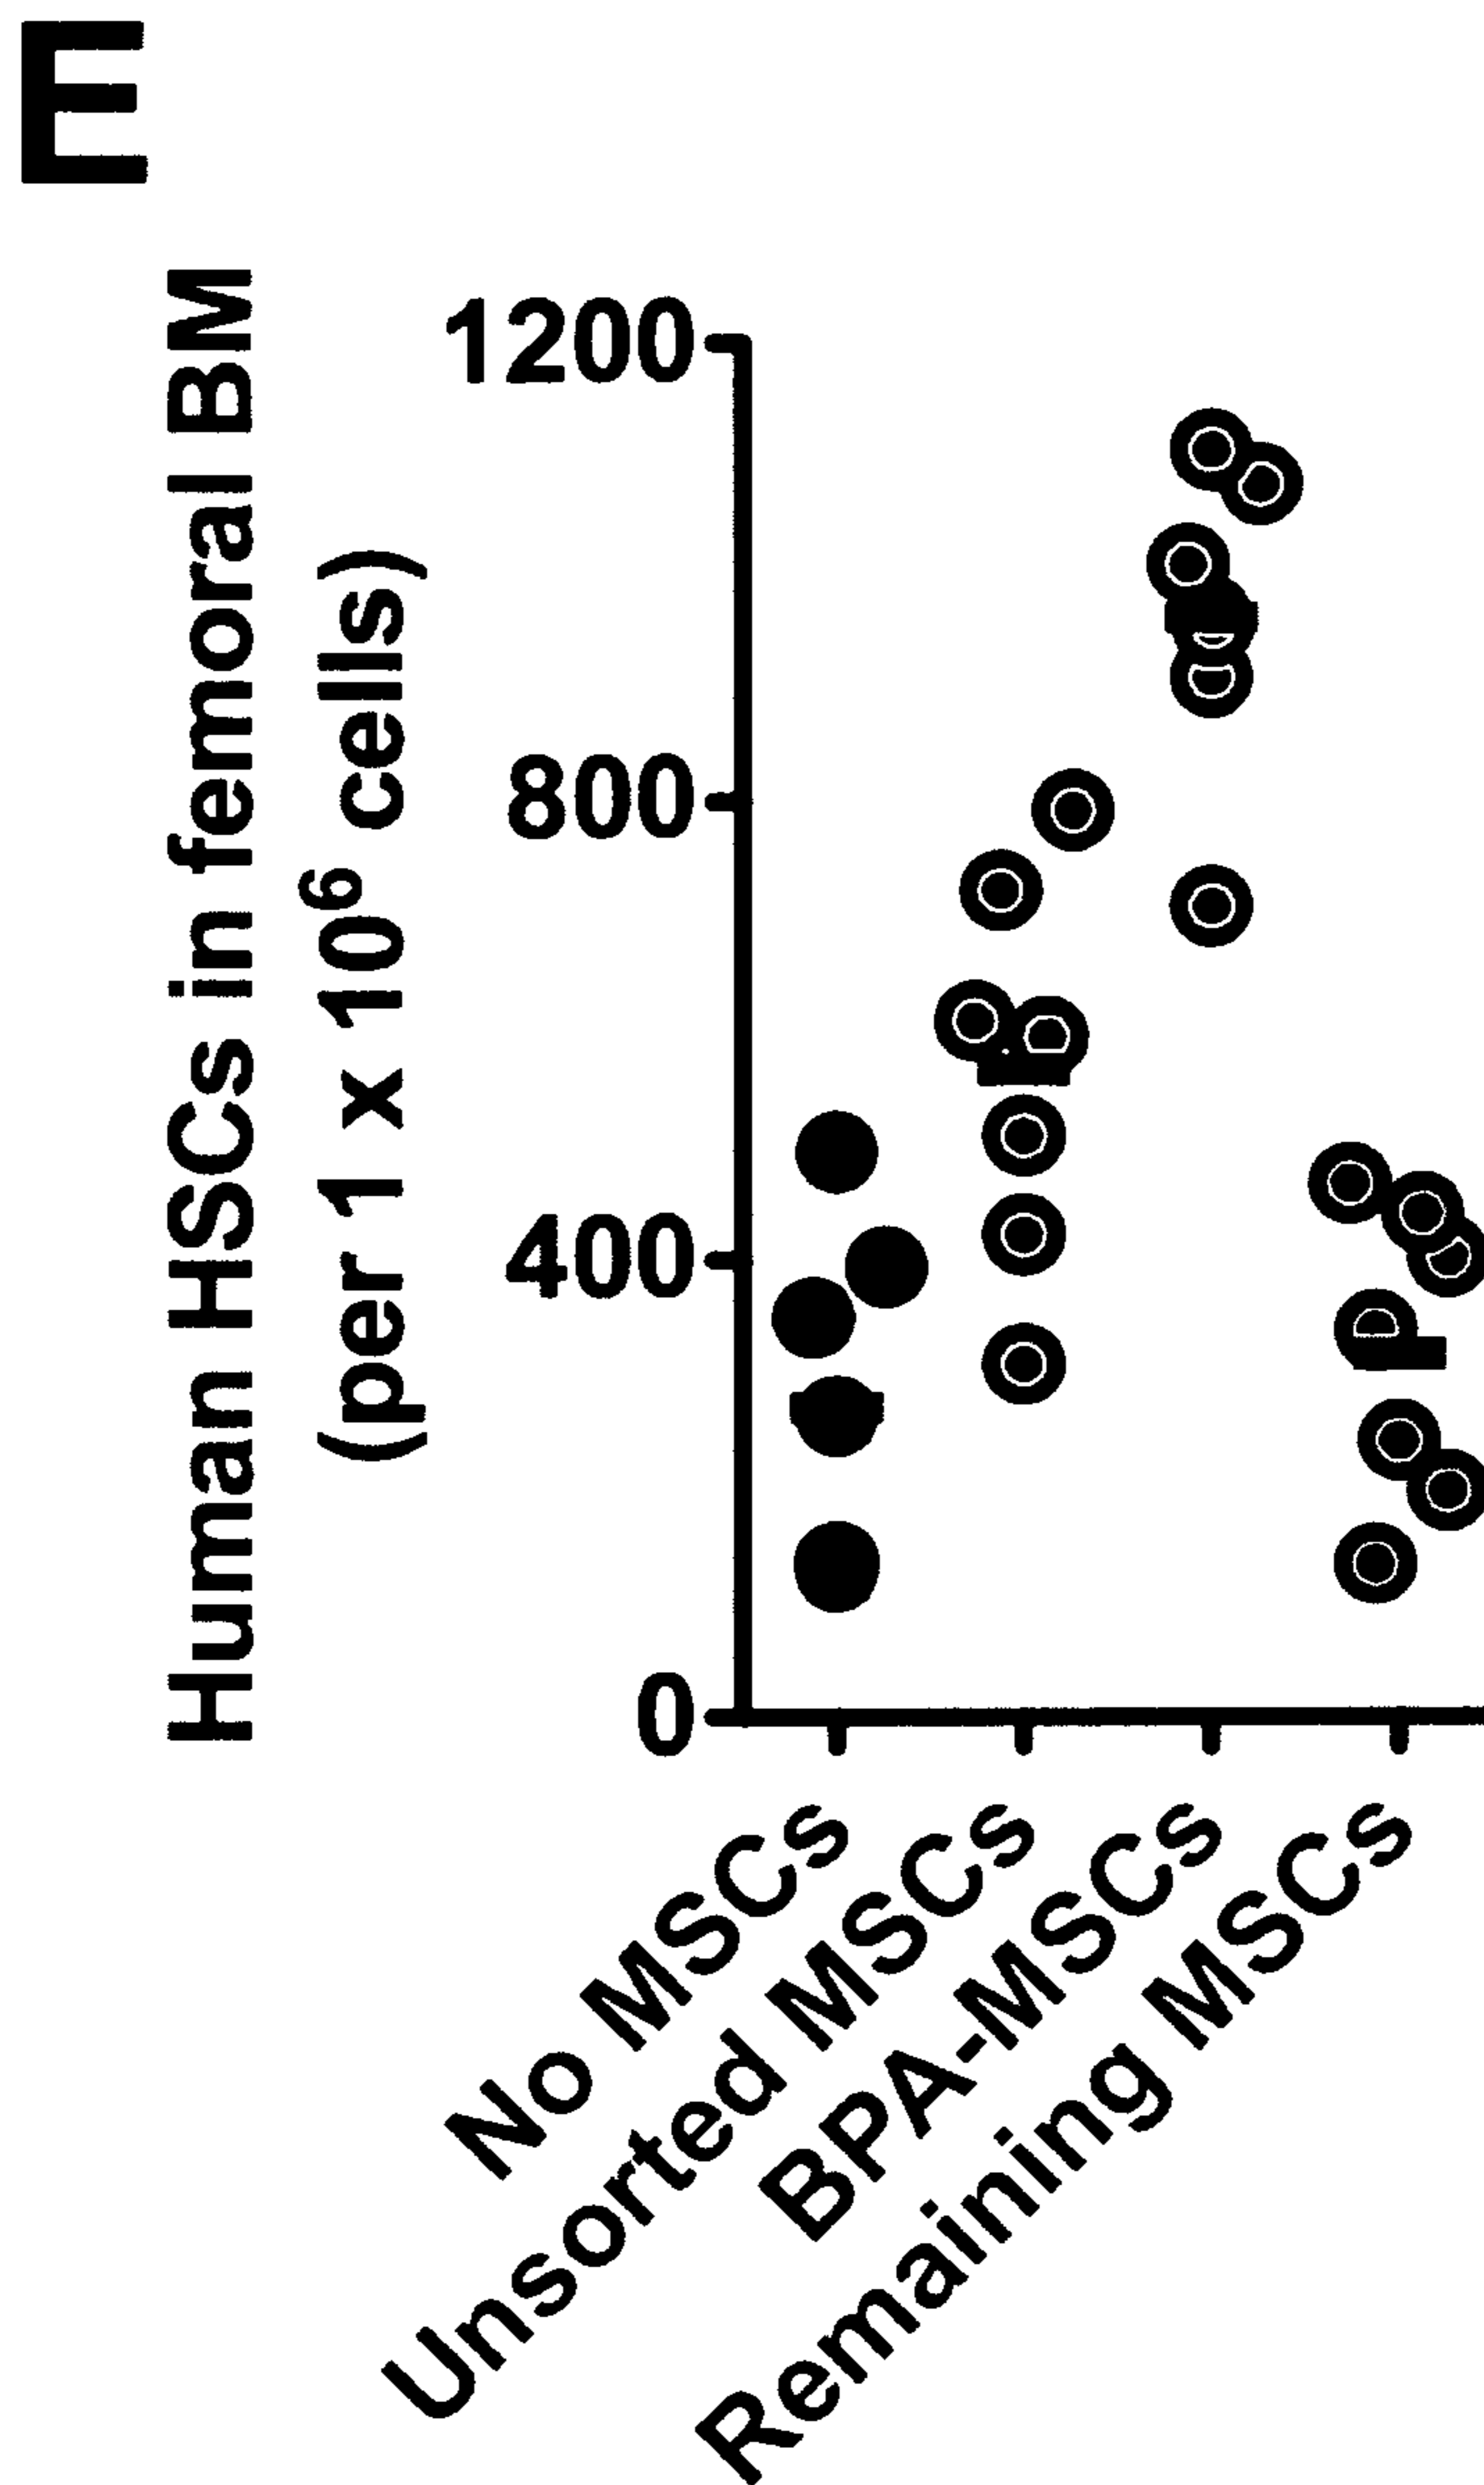 E
Human HSCs in femoral BM
(per 1 x 10⁶ cells)
1200
800
400
0
No MSCs
Unsorted MSCs
BPA-MSCs
Remaining MSCs